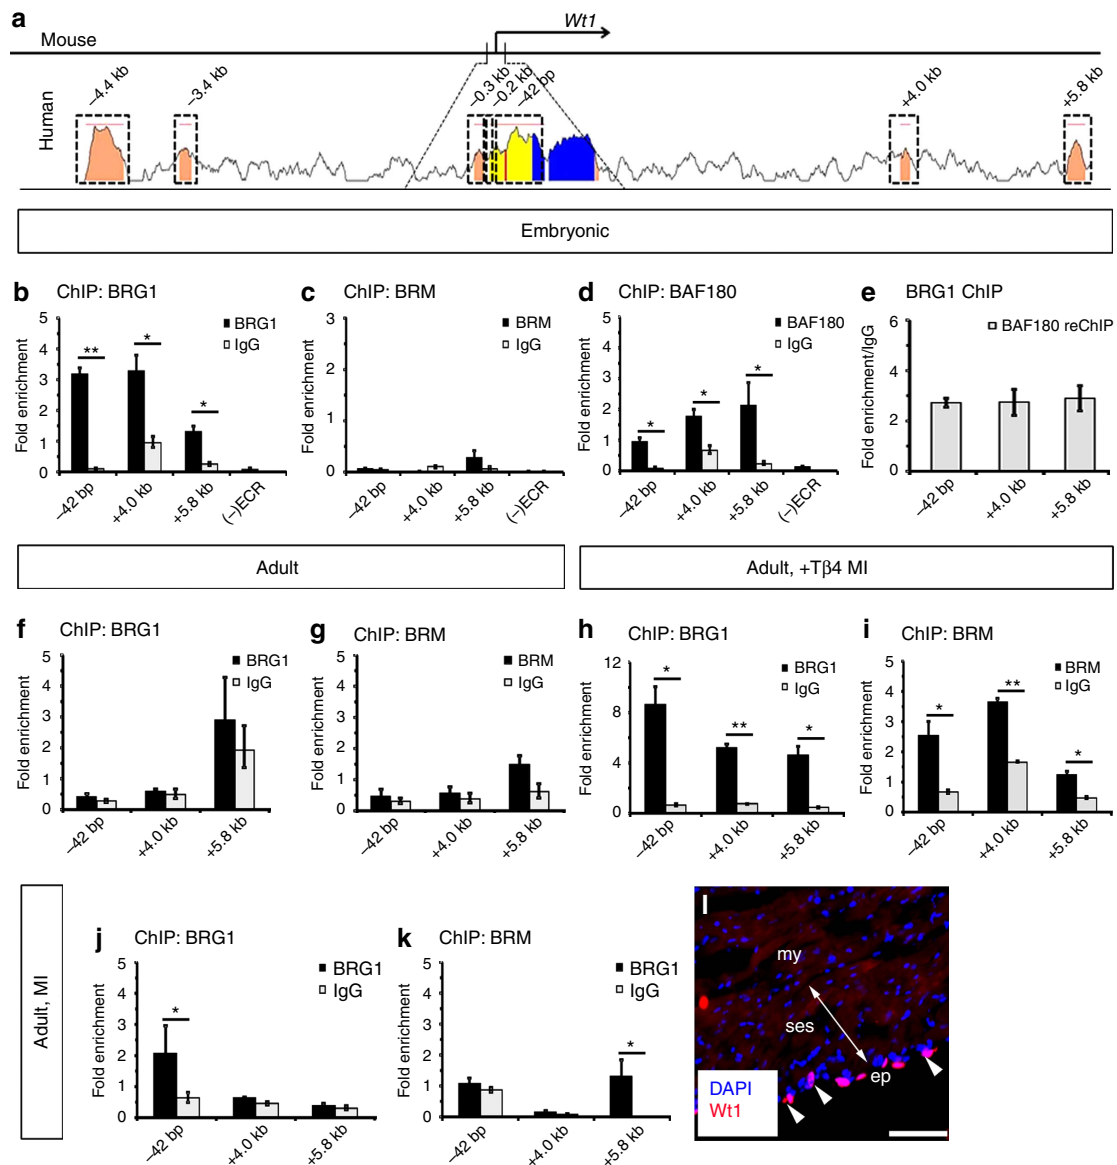 a
Wt1
Mouse
Human
–4.4 kb
–3.4 kb
–0.3 kb
–0.2 kb
–42 bp
+4.0 kb
+5.8 kb
Embryonic
b ChIP: BRG1
Fold enrichment
5
4
3
2
1
0
BRG1
IgG
**
*
*
–42 bp
+4.0 kb
+5.8 kb
(–)ECR
c ChIP: BRM
Fold enrichment
3
2
1
0
BRM
IgG
–42 bp
+4.0 kb
+5.8 kb
(–)ECR
d ChIP: BAF180
Fold enrichment
5
4
3
2
1
0
BAF180
IgG
*
*
*
–42 bp
+4.0 kb
+5.8 kb
(–)ECR
e BRG1 ChIP
Fold enrichment/IgG
6
4
2
0
BAF180 reChIP
–42 bp
+4.0 kb
+5.8 kb
Adult
Adult, +Tβ4 MI
f ChIP: BRG1
Fold enrichment
5
4
3
2
1
0
BRG1
IgG
–42 bp
+4.0 kb
+5.8 kb
g ChIP: BRM
Fold enrichment
5
4
3
2
1
0
BRM
IgG
–42 bp
+4.0 kb
+5.8 kb
h ChIP: BRG1
Fold enrichment
12
8
4
0
BRG1
IgG
*
**
*
–42 bp
+4.0 kb
+5.8 kb
i ChIP: BRM
Fold enrichment
5
4
3
2
1
0
BRM
IgG
*
**
*
–42 bp
+4.0 kb
+5.8 kb
Adult, MI
j ChIP: BRG1
Fold enrichment
5
4
3
2
1
0
BRG1
IgG
*
–42 bp
+4.0 kb
+5.8 kb
k ChIP: BRM
Fold enrichment
5
4
3
2
1
0
BRG1
IgG
*
–42 bp
+4.0 kb
+5.8 kb
l
my
ses
ep
DAPI
Wt1